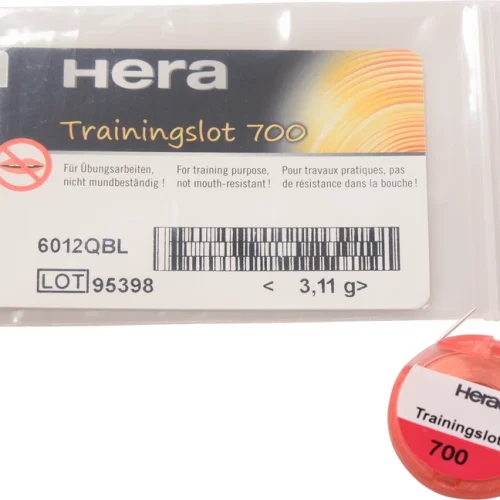 Hera
Trainingslot 700
Für Übungsarbeiten,
nicht mundbeständig !
For training purpose,
not mouth-resistant !
Pour travaux pratiques, pas
de résistance dans la bouche !
6012QBL
LOT 95398
< 3,11 g>
Hera
Trainingslot
700